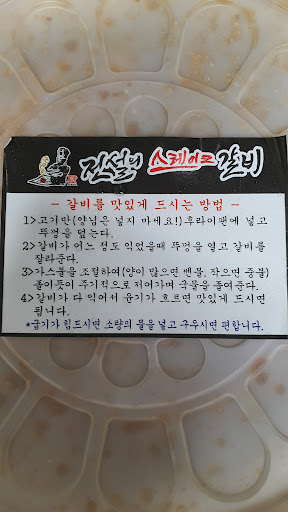 전설의 스테이크 갈비
- 갈비를 맛있게 드시는 방법 -
1>고기만(양념은 넣지 마세요!)후라이팬에 넣고
뚜껑을 덮는다.
2>갈비가 어느 정도 익었을때 뚜껑을 열고 갈비를
잘라준다.
3>가스불을 조절하여(양이 많으면 쎈불, 작으면 중불)
졸이듯이 주기적으로 저어가며 국물을 졸여준다.
4>갈비가 다 익어서 윤기가 흐르면 맛있게 드시면
됩니다.
*굽기가 힘드시면 소량의 물을 넣고 구우시면 편합니다.